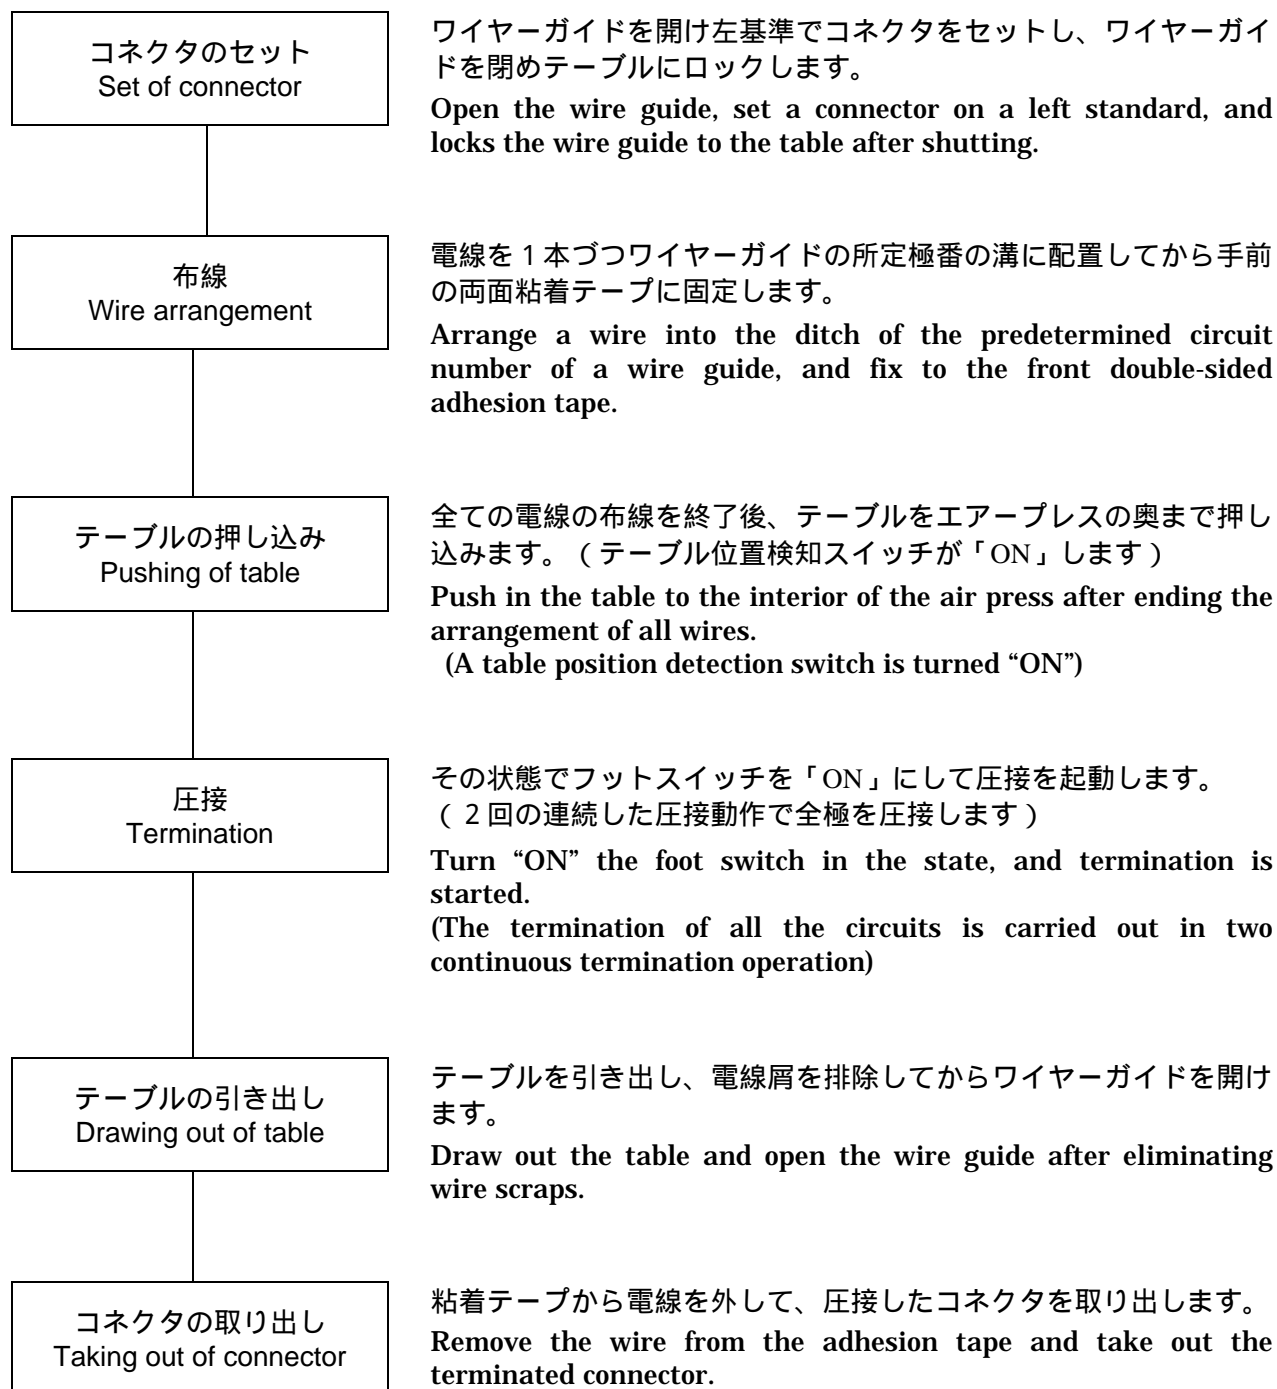 コネクタのセット
Set of connector
ワイヤーガイドを開け左基準でコネクタをセットし、ワイヤーガイ
ドを閉めテーブルにロックします。
Open the wire guide, set a connector on a left standard, and
locks the wire guide to the table after shutting.
布線
Wire arrangement
電線を１本づつワイヤーガイドの所定極番の溝に配置してから手前
の両面粘着テープに固定します。
Arrange a wire into the ditch of the predetermined circuit
number of a wire guide, and fix to the front double-sided
adhesion tape.
テーブルの押し込み
Pushing of table
全ての電線の布線を終了後、テーブルをエアープレスの奥まで押し
込みます。（テーブル位置検知スイッチが「ON」します）
Push in the table to the interior of the air press after ending the
arrangement of all wires.
(A table position detection switch is turned “ON”)
圧接
Termination
その状態でフットスイッチを「ON」にして圧接を起動します。
（２回の連続した圧接動作で全極を圧接します）
Turn “ON” the foot switch in the state, and termination is
started.
(The termination of all the circuits is carried out in two
continuous termination operation)
テーブルの引き出し
Drawing out of table
テーブルを引き出し、電線屑を排除してからワイヤーガイドを開け
ます。
Draw out the table and open the wire guide after eliminating
wire scraps.
コネクタの取り出し
Taking out of connector
粘着テープから電線を外して、圧接したコネクタを取り出します。
Remove the wire from the adhesion tape and take out the
terminated connector.